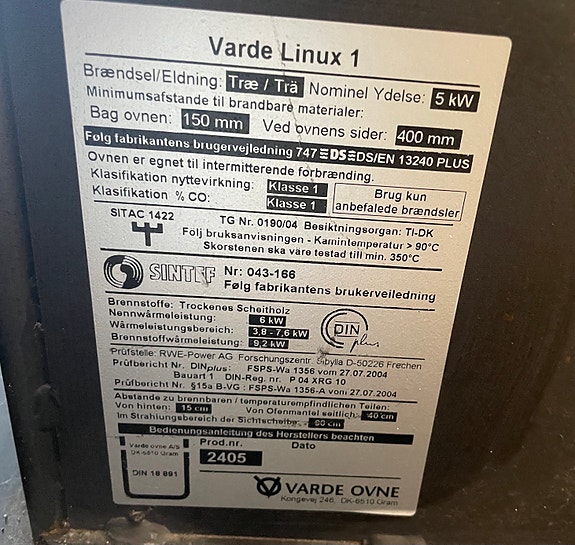 Varde Linux 1
Brændsel/Eldning: Træ / Trä Nominel Ydelse: 5 kW
Minimumsafstande til brandbare materialer:
Bag ovnen: 150 mm Ved ovnens sider: 400 mm
Følg fabrikantens brugervejledning 747 DS DS/EN 13240 PLUS
Ovnen er egnet til intermitterende forbrænding.
Klasifikation nyttevirkning: Klasse 1
Klasifikation % CO: Klasse 1
Brug kun
anbefalede brændsler
SITAC 1422
TG Nr. 0190/04 Besiktningsorgan: TI-DK
Följ bruksanvisningen - Kamintemperatur > 90°C
Skorstenen ska väre testad till min. 350°C
SINTEF Nr: 043-166
Følg fabrikantens brukerveiledning
Brennstoffe: Trockenes Scheitholz
Nennwärmeleistung: 6 kW
Wärmeleistungsbereich: 3,8 - 7,6 kW
Brennstoffwärmeleistung: 9,2 kW
DIN
plus
Prüfstelle: RWE-Power AG Forschungszentr. Sibylla D-50226 Frechen
Prüfbericht Nr. DINplus: FSPS-Wa 1356 vom 27.07.2004
Bauart 1 DIN-Reg. nr. P 04 XRG 10
Prüfbericht Nr. §15a B-VG : FSPS-Wa 1356-A vom 27.07.2004
Abstände zu brennbaren / temperaturempfindlichen Teilen:
Von hinten: 15 cm Von Ofenmantel seitlich: 40 cm
Im Strahlungsbereich der Sichtscheibe: 80 cm
Bedienungsanleitung des Herstellers beachten
Varde ovne A/S
DK-6510 Gram
DIN 18 891
Prod.nr. Dato
2405
VARDE OVNE
Kongevej 246, DK-6510 Gram